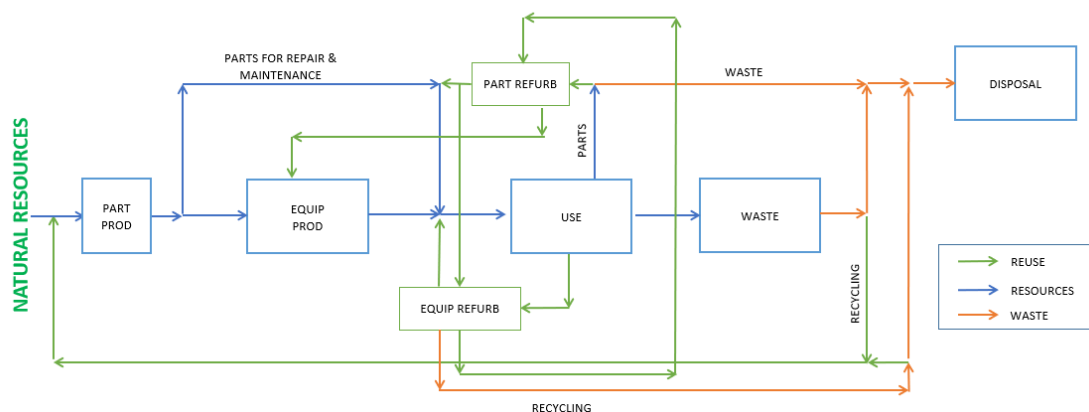 PARTS FOR REPAIR &
MAINTENANCE
PART REFURB
WASTE
DISPOSAL
NATURAL RESOURCES
PARTS
PART
PROD
EQUIP
PROD
USE
WASTE
EQUIP REFURB
RECYCLING
REUSE
RESOURCES
WASTE
RECYCLING